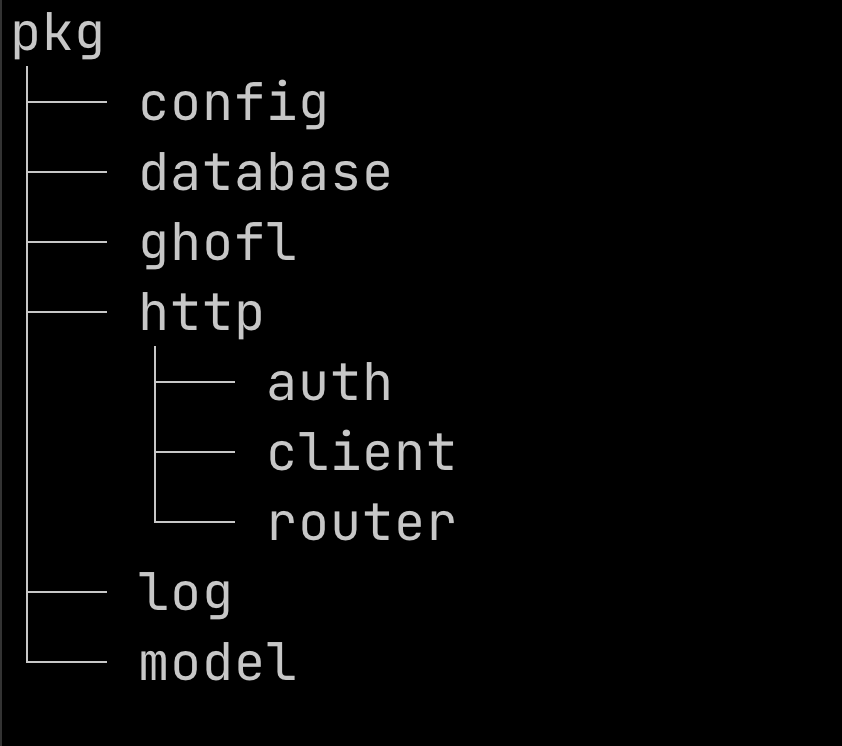 pkg
├── config
├── database
├── ghofl
├── http
│   ├── auth
│   ├── client
│   └── router
├── log
└── model